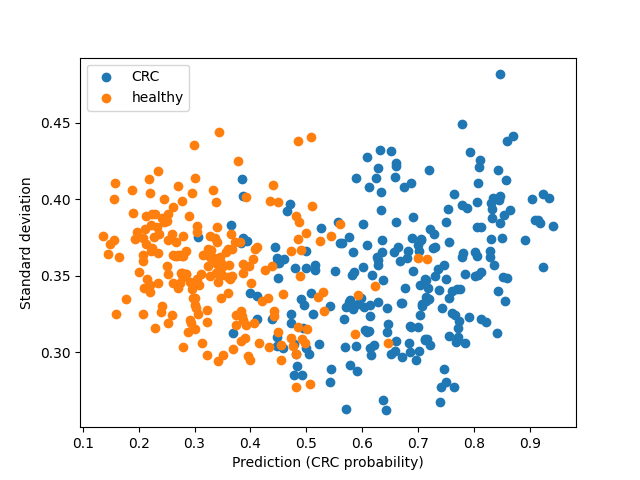 CRC
healthy
0.45
0.40
0.35
0.30
Standard deviation
0.1 0.2 0.3 0.4 0.5 0.6 0.7 0.8 0.9
Prediction (CRC probability)